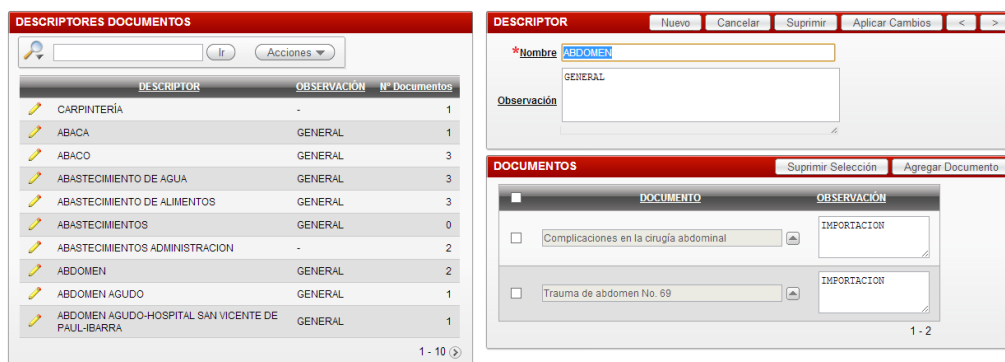 DESCRIPTORES DOCUMENTOS
Ir
Acciones
DESCRIPTOR OBSERVACIÓN Nº Documentos
CARPINTERÍA - 1
ABACA GENERAL 1
ABACO GENERAL 3
ABASTECIMIENTO DE AGUA GENERAL 3
ABASTECIMIENTO DE ALIMENTOS GENERAL 3
ABASTECIMIENTOS GENERAL 0
ABASTECIMIENTOS ADMINISTRACION - 2
ABDOMEN GENERAL 2
ABDOMEN AGUDO GENERAL 1
ABDOMEN AGUDO-HOSPITAL SAN VICENTE DE
PAUL-IBARRA GENERAL 1
1 - 10
DESCRIPTOR Nuevo Cancelar Suprimir Aplicar Cambios < >
*Nombre ABDOMEN
Observación GENERAL
DOCUMENTOS Suprimir Selección Agregar Documento
DOCUMENTO OBSERVACIÓN
Complicaciones en la cirugía abdominal IMPORTACION
Trauma de abdomen No. 69 IMPORTACION
1 - 2